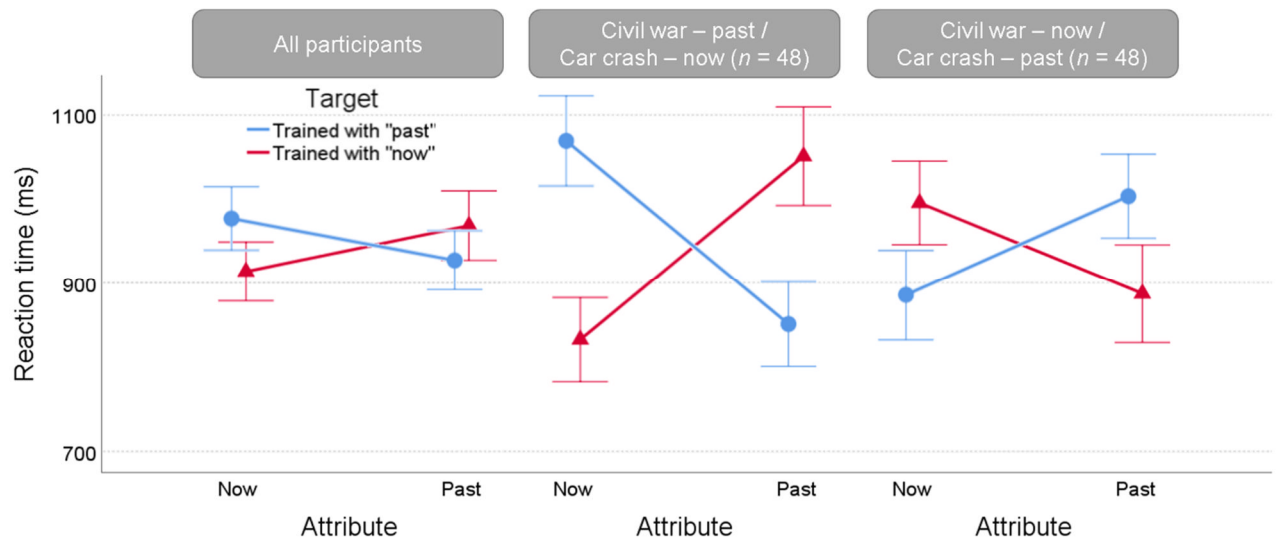 All participants
Civil war – past /
Car crash – now (n = 48)
Civil war – now /
Car crash – past (n = 48)
Target
Trained with "past"
Trained with "now"
Reaction time (ms)
1100
900
700
Now
Past
Now
Past
Now
Past
Attribute
Attribute
Attribute